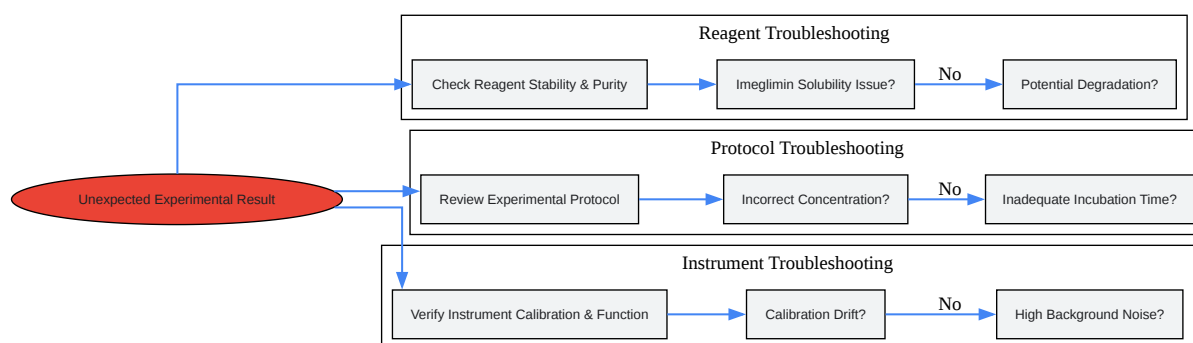 Reagent Troubleshooting
Check Reagent Stability & Purity
Imeglimin Solubility Issue?
No
Potential Degradation?
Protocol Troubleshooting
Unexpected Experimental Result
Review Experimental Protocol
Incorrect Concentration?
No
Inadequate Incubation Time?
Instrument Troubleshooting
Verify Instrument Calibration & Function
Calibration Drift?
No
High Background Noise?